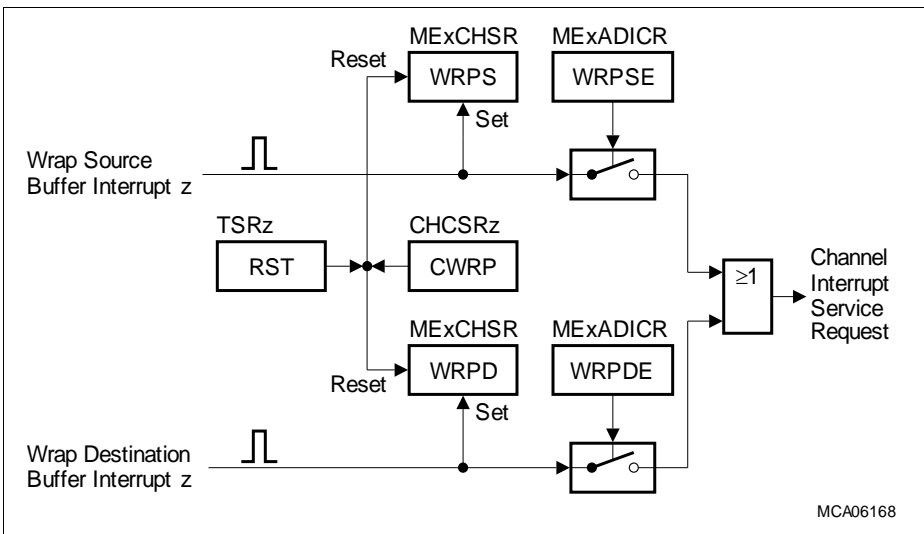 MExCHSR
MExADICR
Reset
WRPS
WRPSE
Set
Wrap Source
Buffer Interrupt z
TSRz
CHCSRz
RST
CWRP
≥1
Channel
Interrupt
Service
Request
MExCHSR
MExADICR
Reset
WRPD
WRPDE
Set
Wrap Destination
Buffer Interrupt z
MCA06168